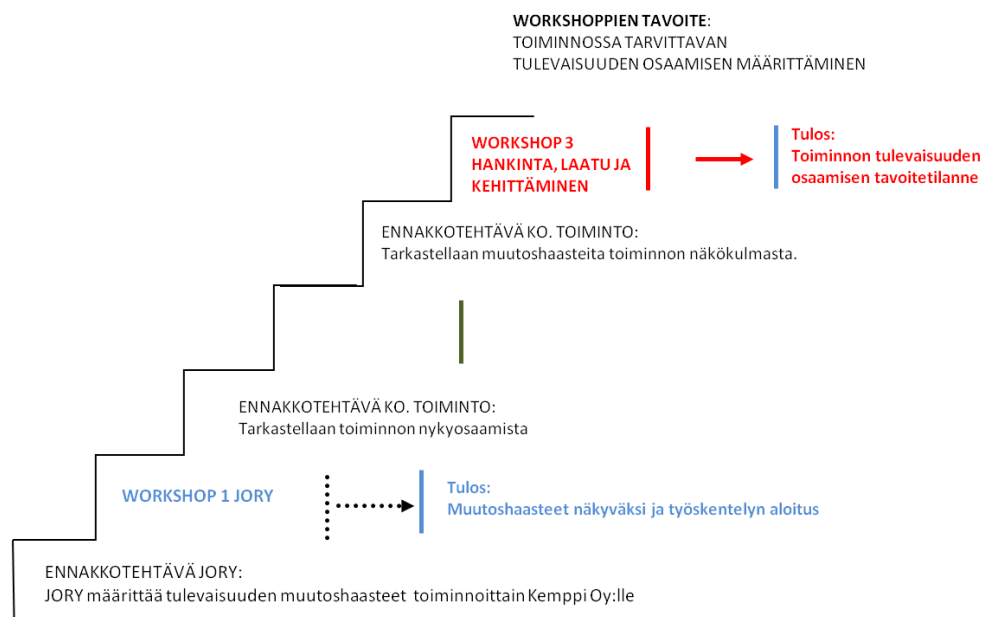 WORKSHOPPIEN TAVOITE:
TOIMINNOSSA TARVITTAVAN
TULEVAISUUDEN OSAAMISEN MÄÄRITTÄMINEN
WORKSHOP 3
HANKINTA, LAATU JA
KEHITTÄMINEN
Tulos:
Toiminnon tulevaisuuden
osaamisen tavoitetilanne
ENNAKKOTEHTÄVÄ KO. TOIMINTO:
Tarkastellaan muutoshaasteita toiminnon näkökulmasta.
ENNAKKOTEHTÄVÄ KO. TOIMINTO:
Tarkastellaan toiminnon nykyosaamista
WORKSHOP 1 JORY
Tulos:
Muutoshaasteet näkyväksi ja työskentelyn aloitus
ENNAKKOTEHTÄVÄ JORY:
JORY määrittää tulevaisuuden muutoshaasteet toiminnoittain Kemppi Oy:lle